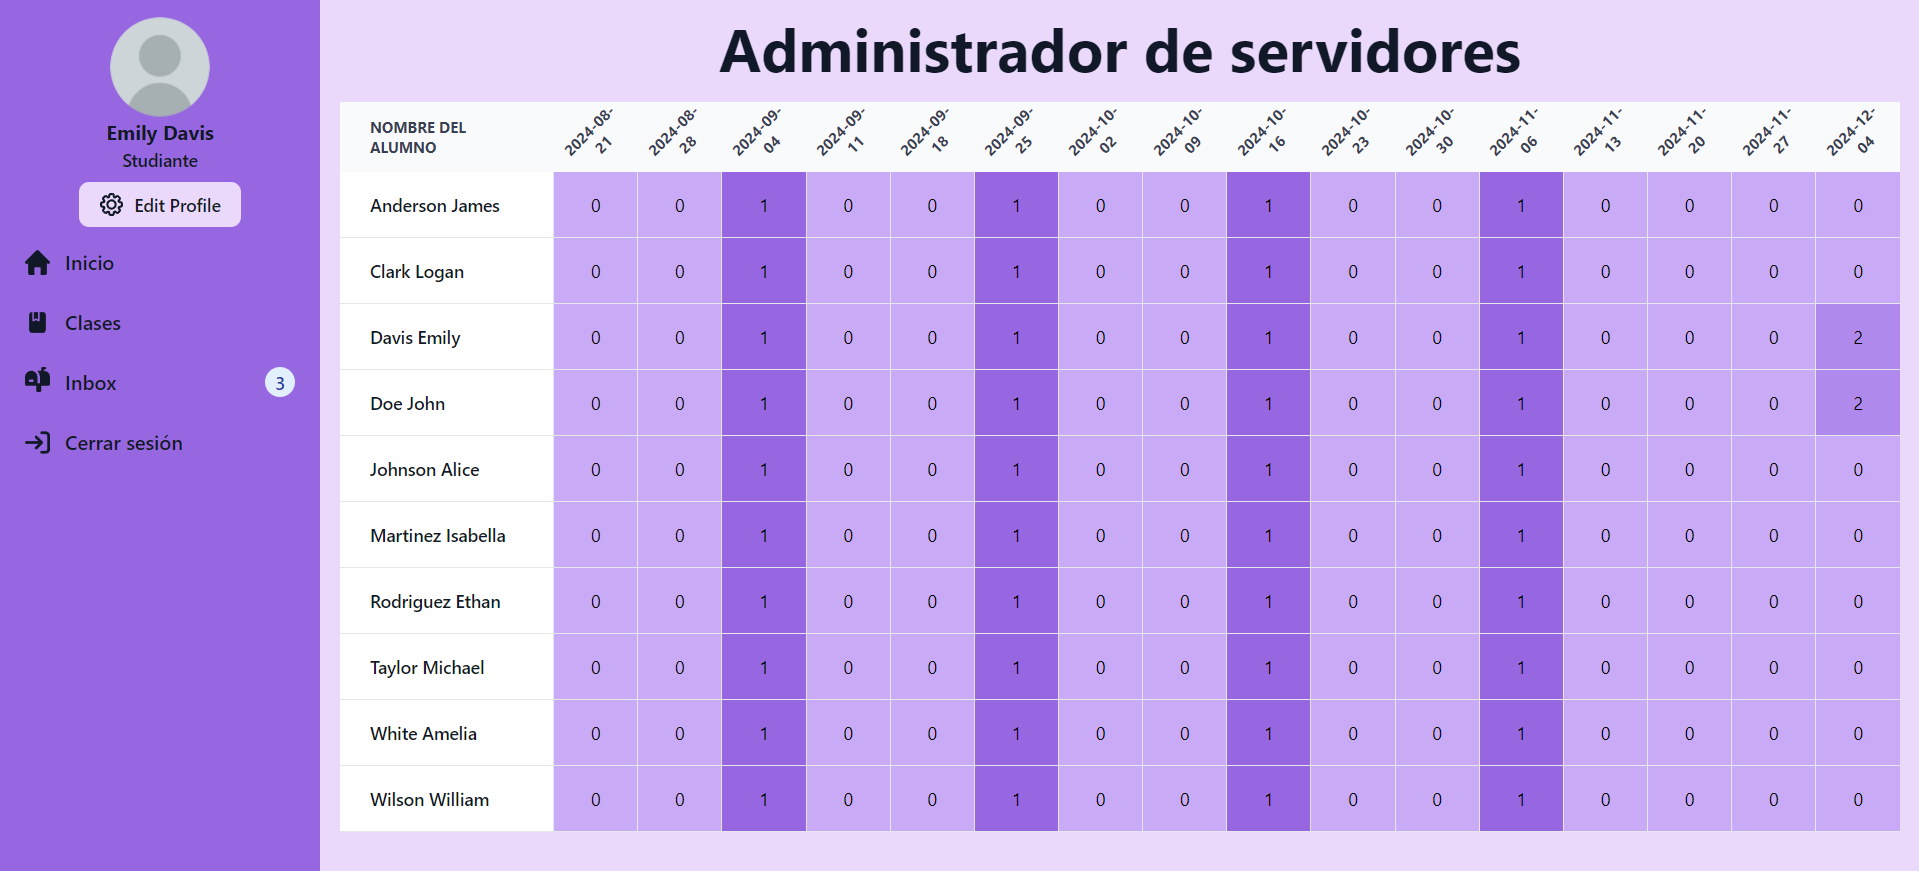 Emily Davis
Studiante
Edit Profile
Inicio
Clases
Inbox 3
Cerrar sesión
Administrador de servidores
NOMBRE DEL
ALUMNO
2024-08-
21
2024-08-
28
2024-09-
04
2024-09-
11
2024-09-
18
2024-09-
25
2024-10-
02
2024-10-
09
2024-10-
16
2024-10-
23
2024-10-
30
2024-11-
06
2024-11-
13
2024-11-
20
2024-11-
27
2024-12-
04
Anderson James 0 0 1 0 0 1 0 0 1 0 0 1 0 0 0 0
Clark Logan 0 0 1 0 0 1 0 0 1 0 0 1 0 0 0 0
Davis Emily 0 0 1 0 0 1 0 0 1 0 0 1 0 0 0 2
Doe John 0 0 1 0 0 1 0 0 1 0 0 1 0 0 0 2
Johnson Alice 0 0 1 0 0 1 0 0 1 0 0 1 0 0 0 0
Martinez Isabella 0 0 1 0 0 1 0 0 1 0 0 1 0 0 0 0
Rodriguez Ethan 0 0 1 0 0 1 0 0 1 0 0 1 0 0 0 0
Taylor Michael 0 0 1 0 0 1 0 0 1 0 0 1 0 0 0 0
White Amelia 0 0 1 0 0 1 0 0 1 0 0 1 0 0 0 0
Wilson William 0 0 1 0 0 1 0 0 1 0 0 1 0 0 0 0